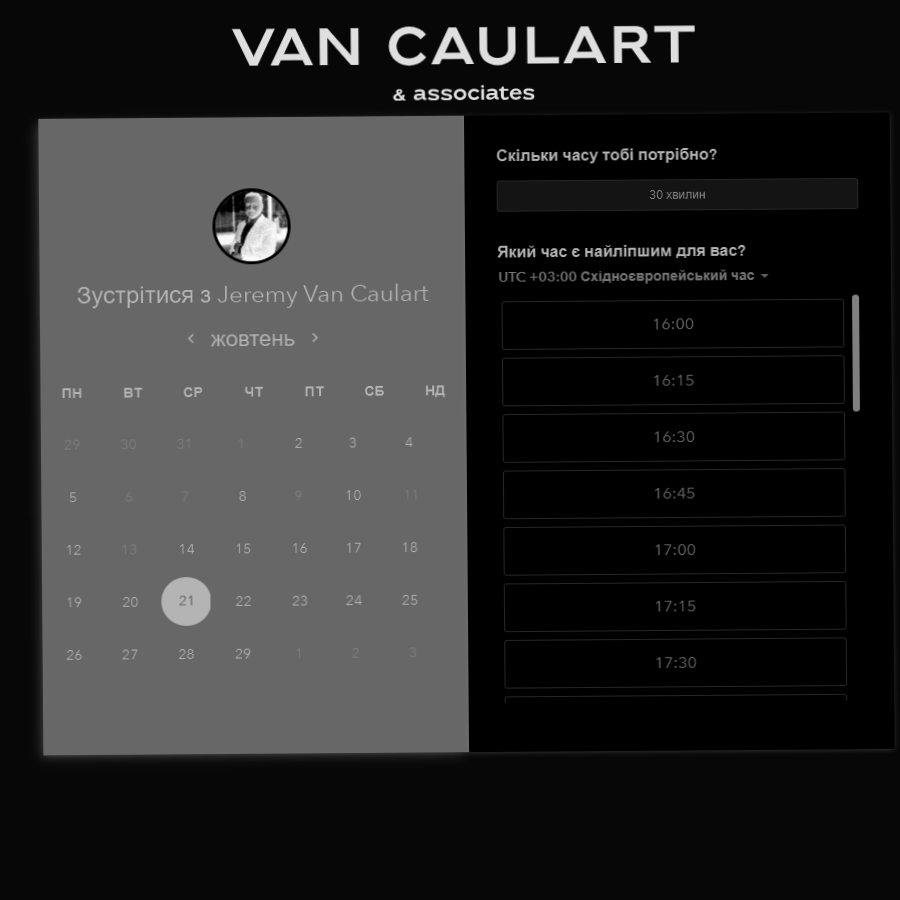 VAN CAULART
& associates
Зустрітися з Jeremy Van Caulart
жовтень
ПН ВТ СР ЧТ ПТ СБ НД
29 30 31 1 2 3 4
5 6 7 8 9 10 11
12 13 14 15 16 17 18
19 20 21 22 23 24 25
26 27 28 29 1 2 3
Скільки часу тобі потрібно?
30 хвилин
Який час є найліпшим для вас?
UTC +03:00 Східноєвропейський час
16:00
16:15
16:30
16:45
17:00
17:15
17:30